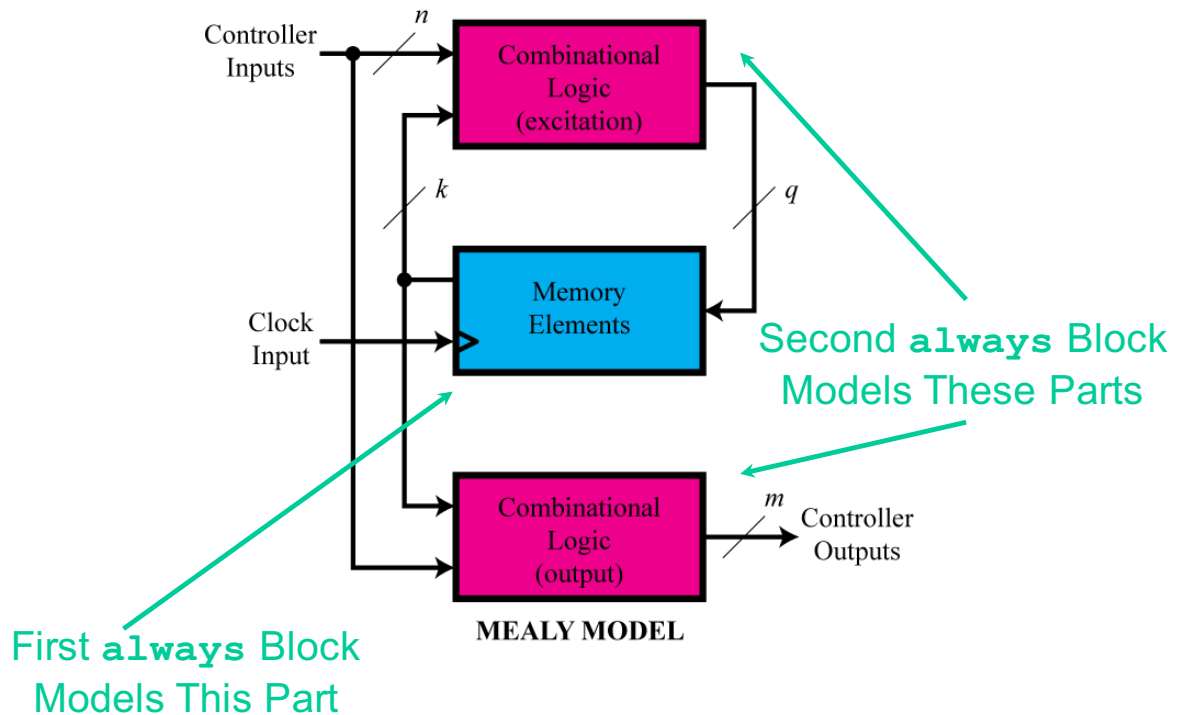 Controller
Inputs
n
Combinational
Logic
(excitation)
k
q
Memory
Elements
Clock
Input
Second always Block
Models These Parts
Combinational
Logic
(output)
m
Controller
Outputs
MEALY MODEL
First always Block
Models This Part